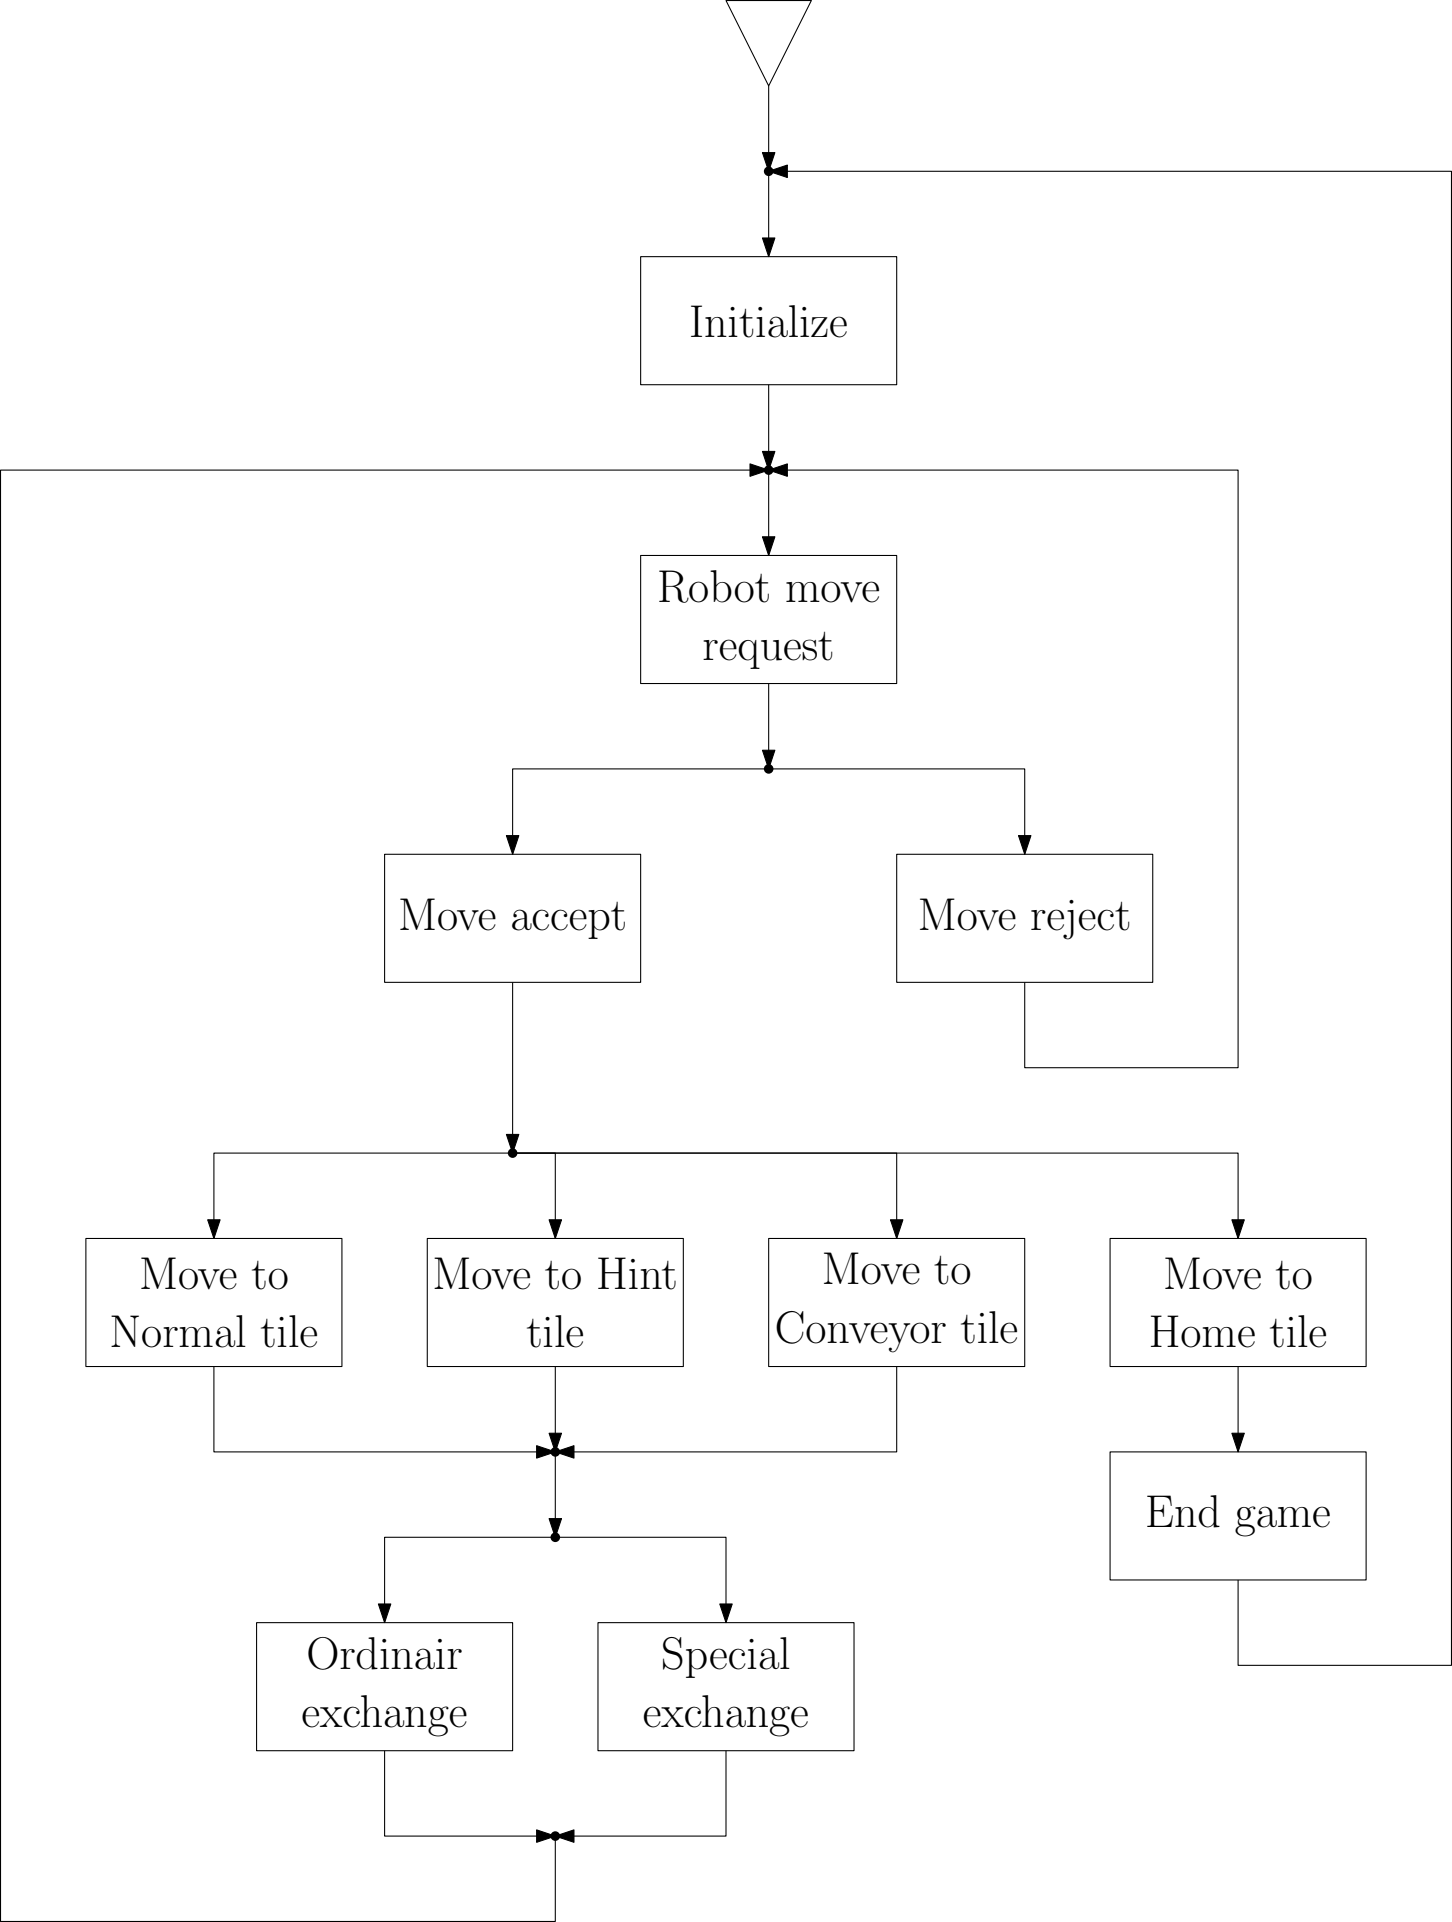 Initialize
Robot move
request
Move accept
Move reject
Move to
Normal tile
Move to Hint
tile
Move to
Conveyor tile
Move to
Home tile
End game
Ordinair
exchange
Special
exchange